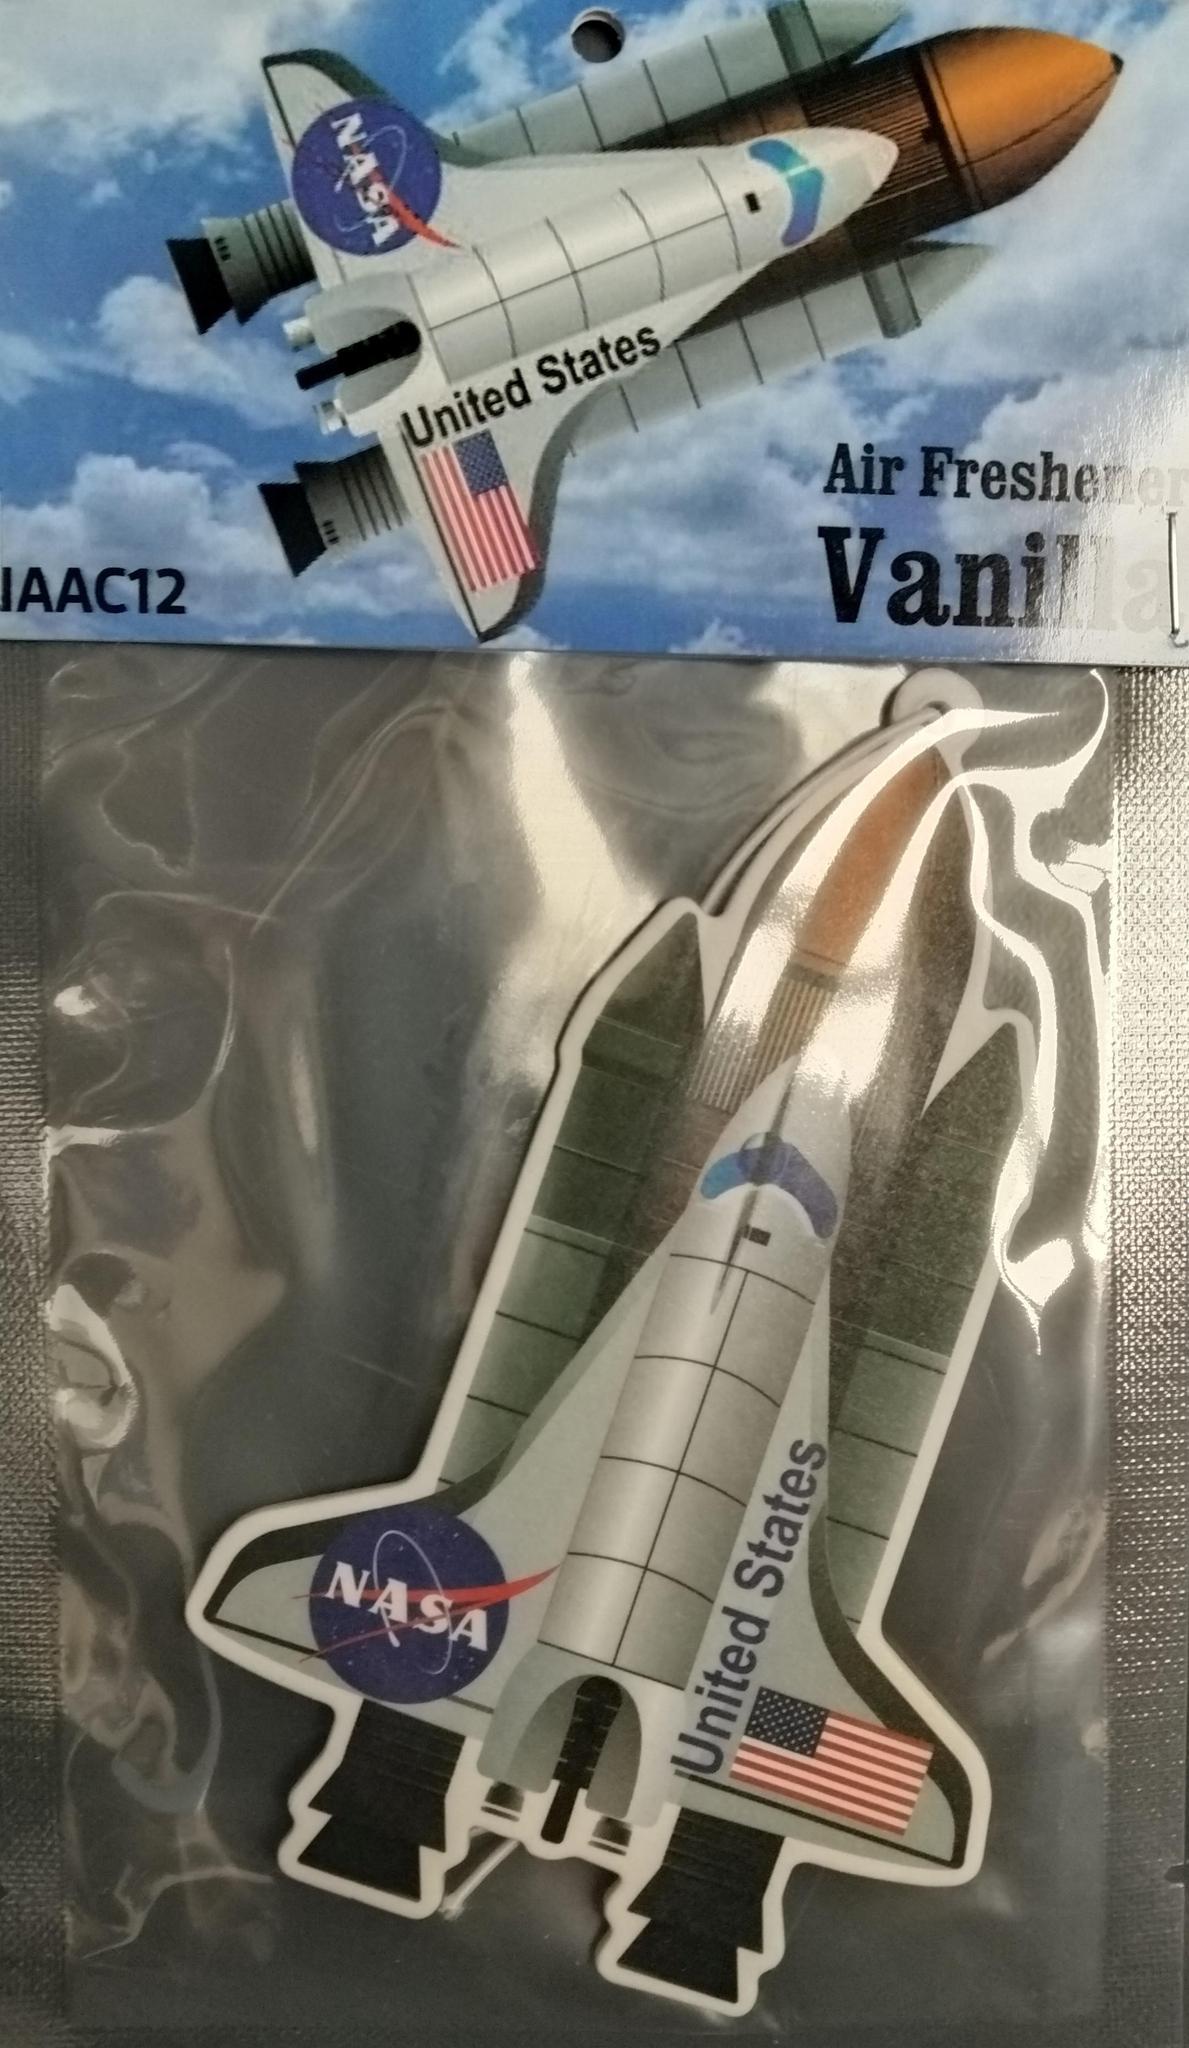 NASA
United States
Air Freshener
Vanilla
IAAC12
NASA
United States